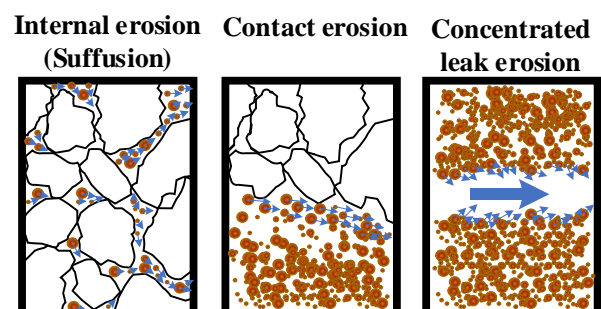 Internal erosion
(Suffusion)
Contact erosion
Concentrated
leak erosion